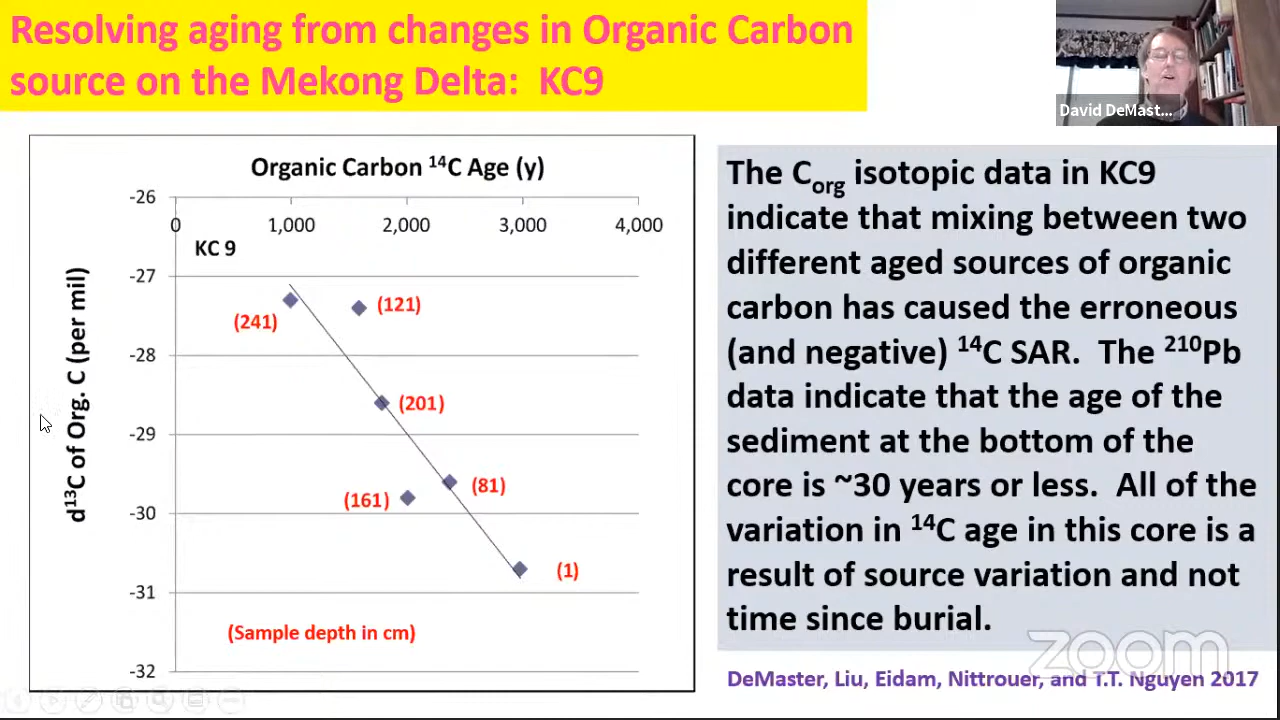 Resolving aging from changes in Organic Carbon
source on the Mekong Delta:  KC9
David DeMast...
Organic Carbon ¹⁴C Age (y)
-26
0
1,000
2,000
3,000
4,000
KC 9
-27
(241)
(121)
-28
(201)
-29
(161)
(81)
-30
(1)
-31
(Sample depth in cm)
-32
d¹³C of Org. C (per mil)
The Corg isotopic data in KC9
indicate that mixing between two
different aged sources of organic
carbon has caused the erroneous
(and negative) ¹⁴C SAR.  The ²¹⁰Pb
data indicate that the age of the
sediment at the bottom of the
core is ~30 years or less.  All of the
variation in ¹⁴C age in this core is a
result of source variation and not
time since burial.
zoom
DeMaster, Liu, Eidam, Nittrouer, and T.T. Nguyen 2017